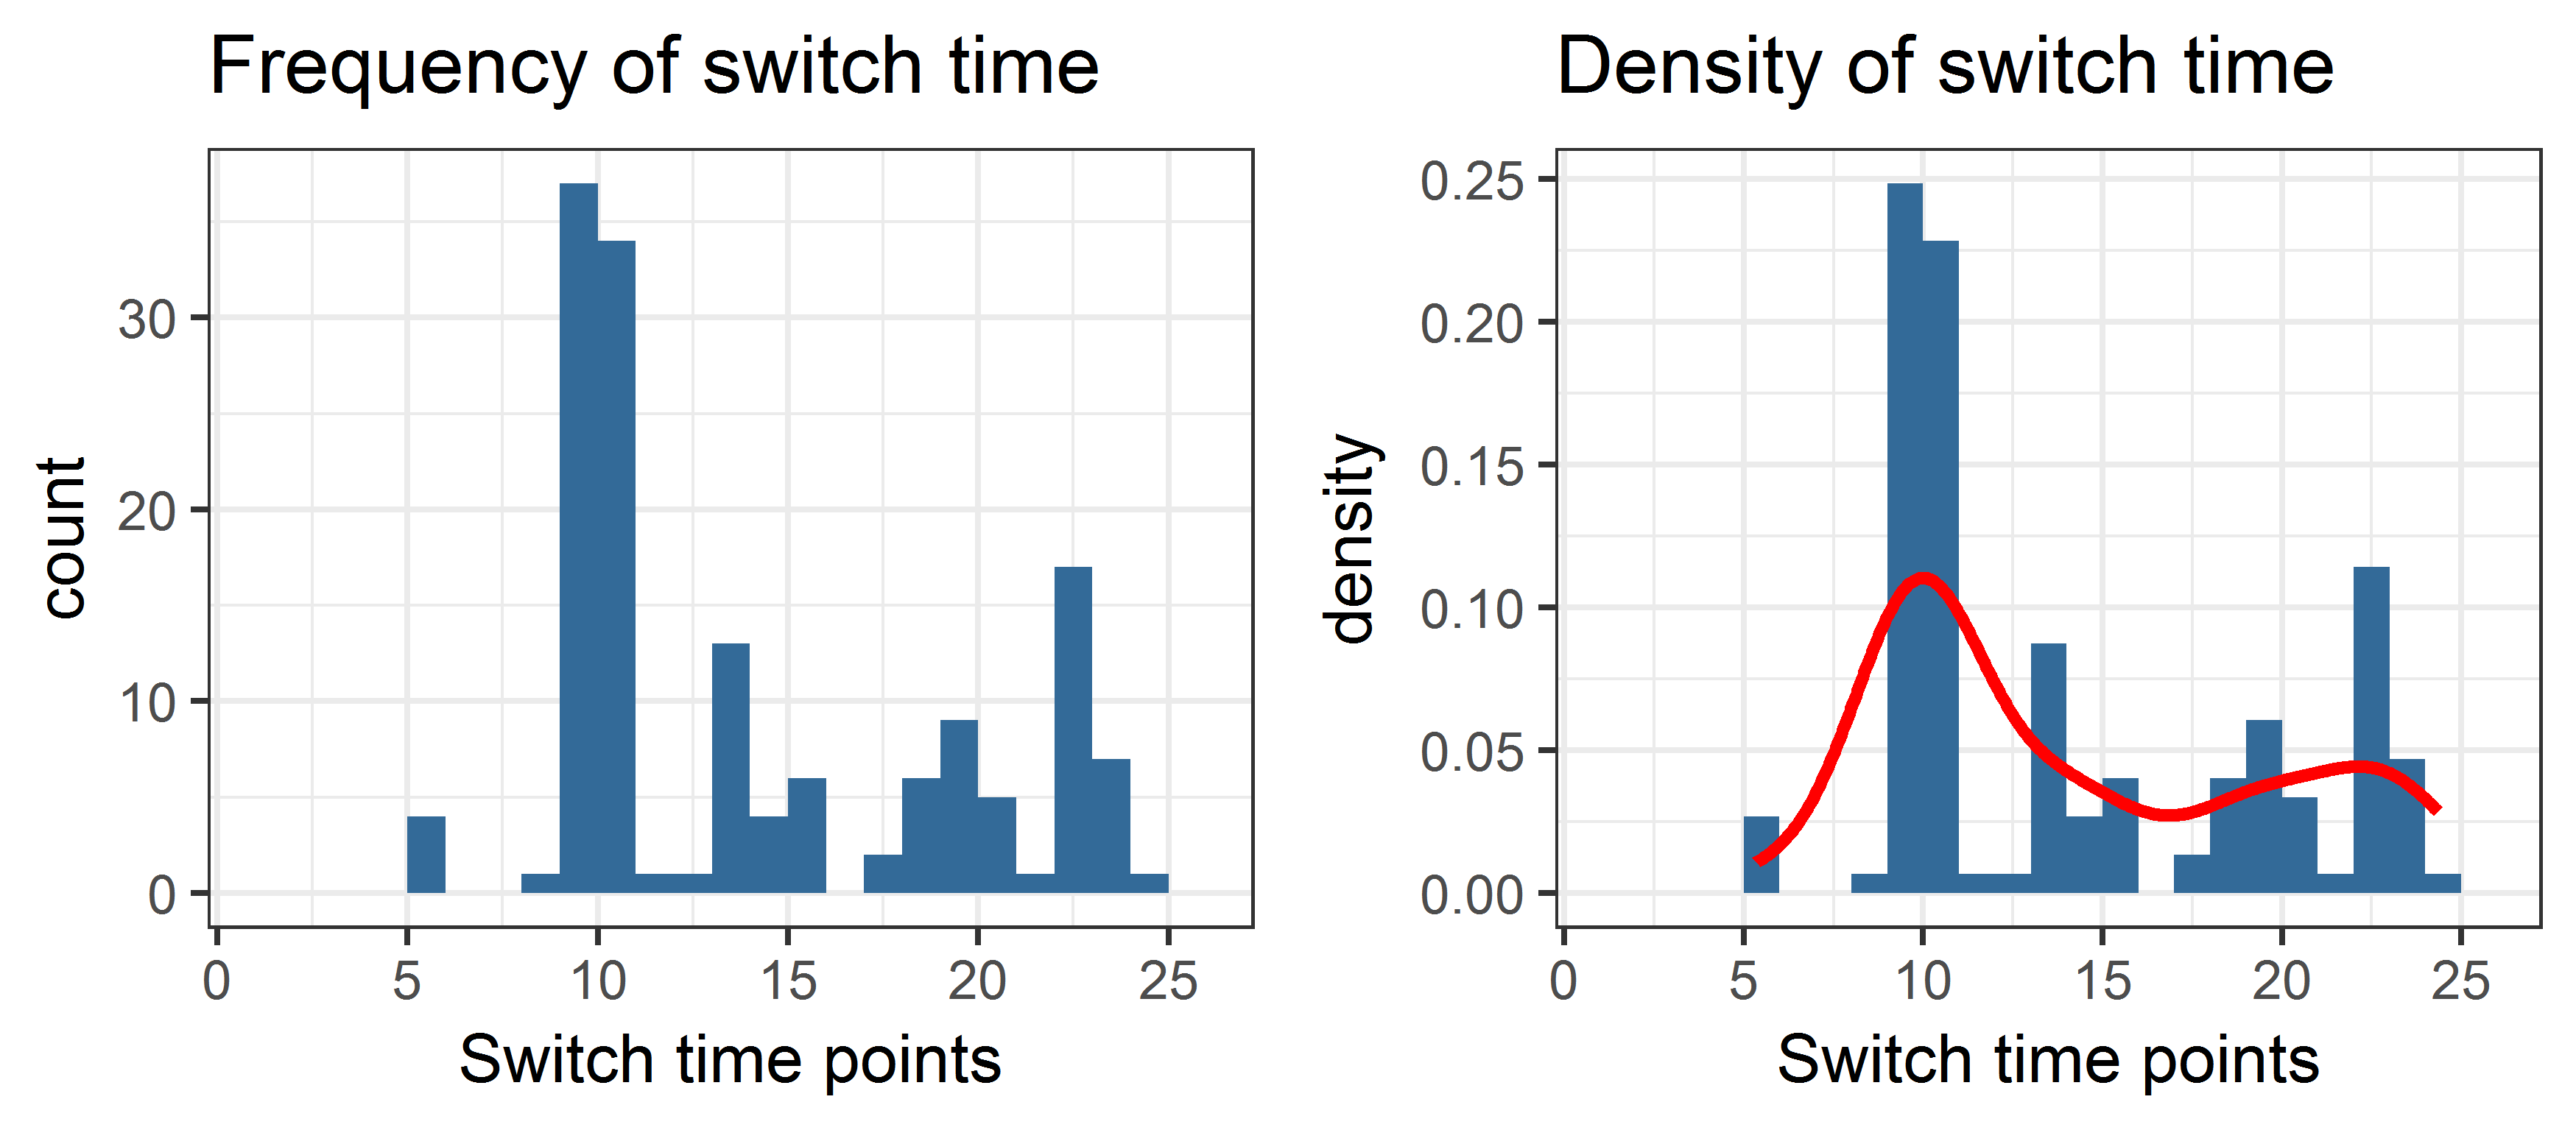 Frequency of switch time
count
30
20
10
0
0 5 10 15 20 25
Switch time points
Density of switch time
density
0.25
0.20
0.15
0.10
0.05
0.00
0 5 10 15 20 25
Switch time points